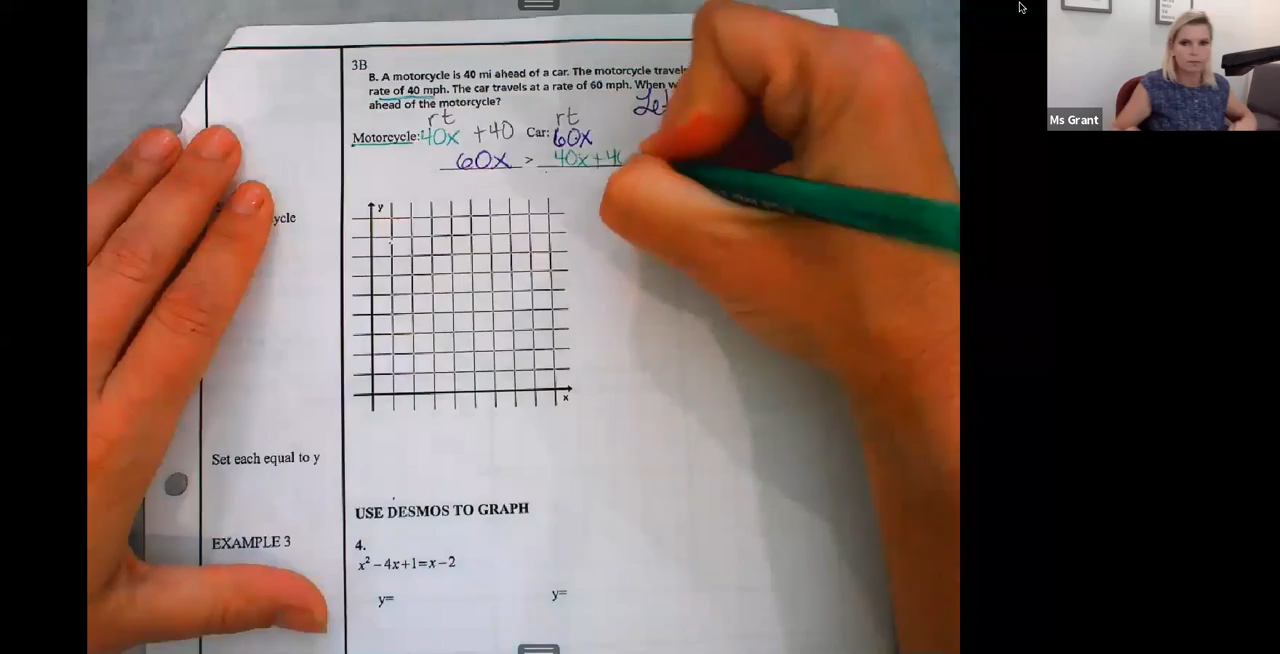 3B
B. A motorcycle is 40 mi ahead of a car. The motorcycle travel
rate of 40 mph. The car travels at a rate of 60 mph. When w
ahead of the motorcycle?
Let
rt rt
Motorcycle: 40x +40 Car: 60x
60x > 40x+4
y
ycle
x
Set each equal to y
USE DESMOS TO GRAPH
EXAMPLE 3
4.
x² – 4x+1=x–2
y= y=
Ms Grant